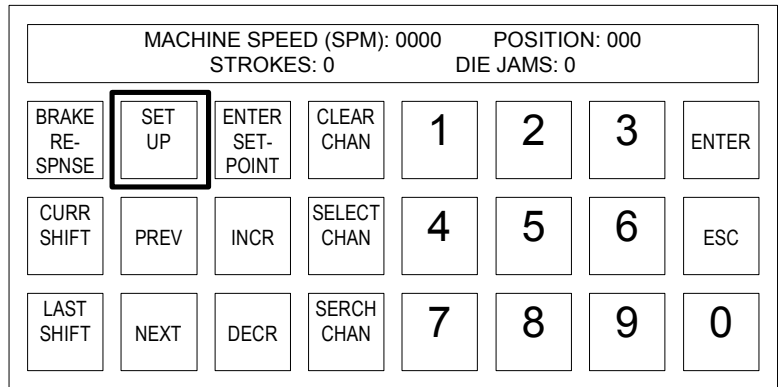 MACHINE SPEED (SPM): 0000 POSITION: 000
STROKES: 0 DIE JAMS: 0
BRAKE
RE-
SPNSE
SET
UP
ENTER
SET-
POINT
CLEAR
CHAN
1
2
3
ENTER
CURR
SHIFT
PREV
INCR
SELECT
CHAN
4
5
6
ESC
LAST
SHIFT
NEXT
DECR
SERCH
CHAN
7
8
9
0